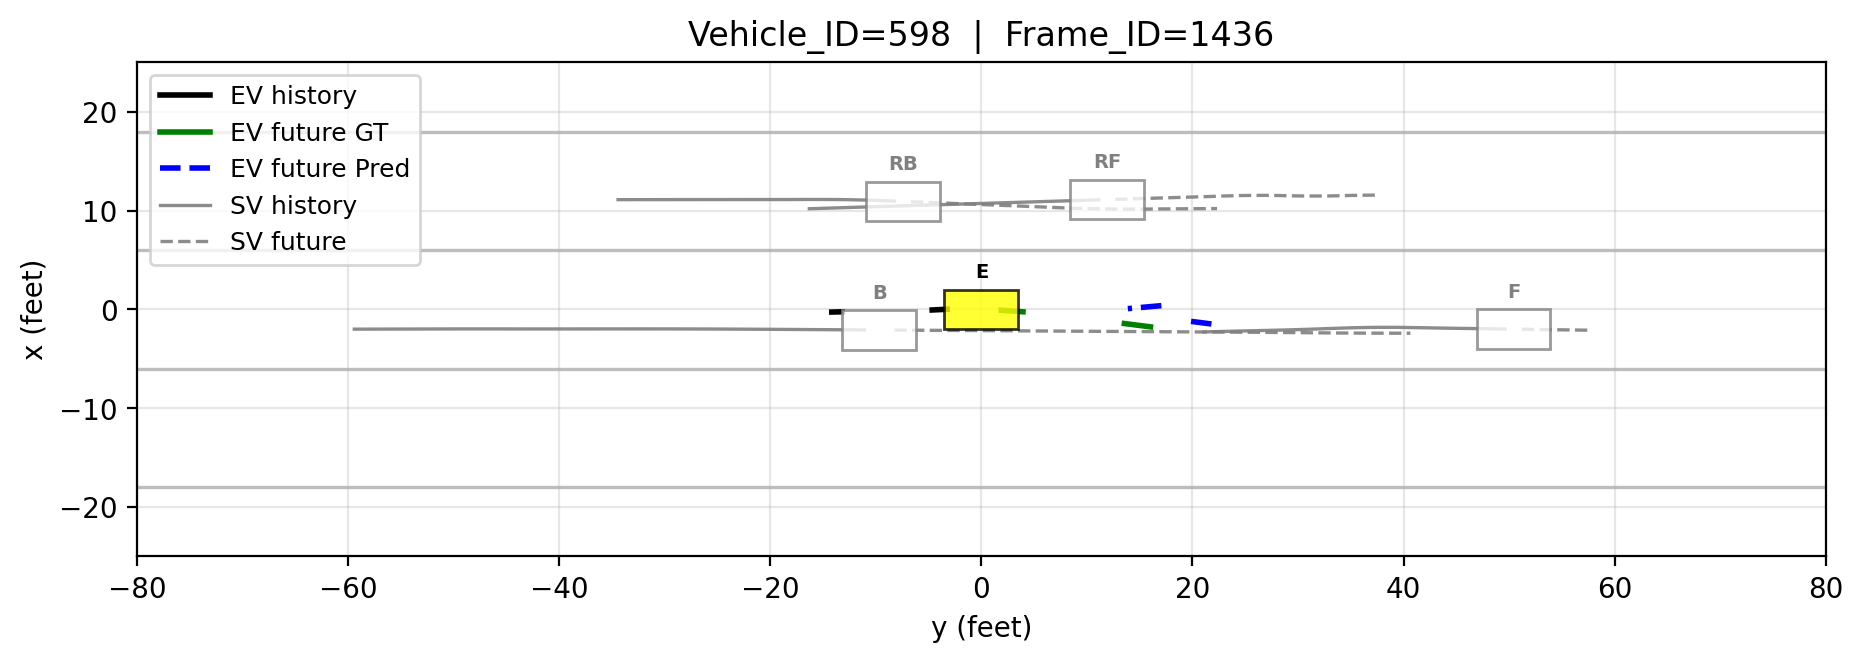 Vehicle_ID=598 | Frame_ID=1436
EV history
EV future GT
EV future Pred
SV history
SV future
20
10
0
−10
−20
x (feet)
RB
RF
E
B
F
−80
−60
−40
−20
0
20
40
60
80
y (feet)